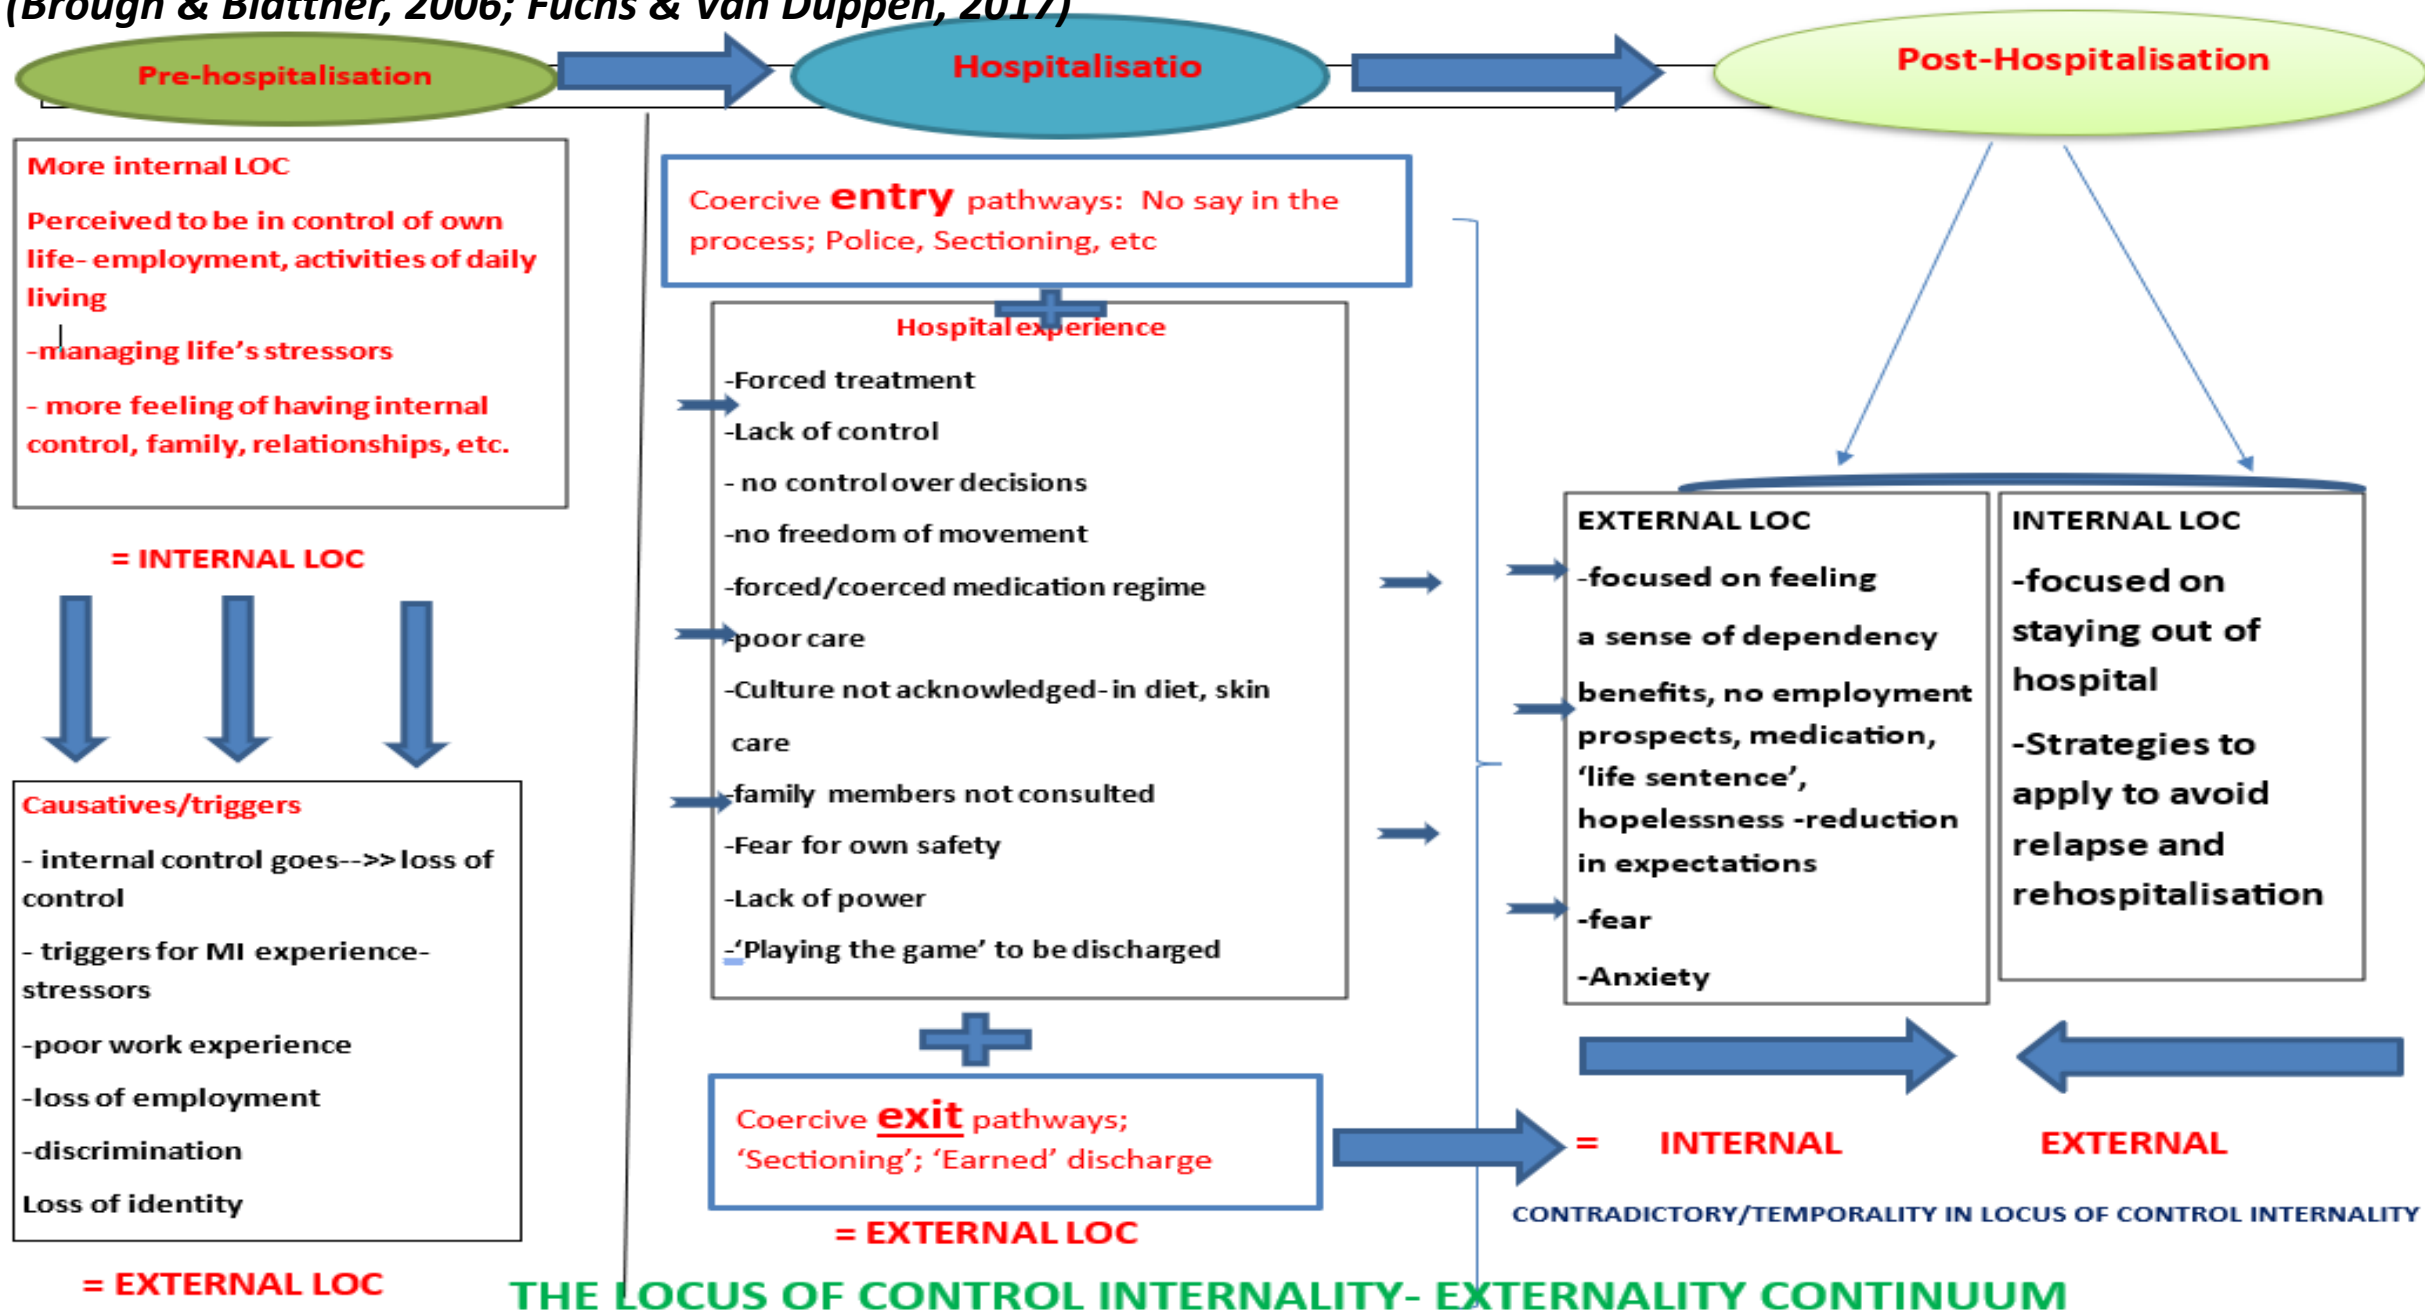 (Brough & Blattner, 2006; Fuchs & Van Duppen, 2017)
Pre-hospitalisation
Hospitalisatio
Post-Hospitalisation
More internal LOC
Perceived to be in control of own
life- employment, activities of daily
living
-managing life's stressors
- more feeling of having internal
control, family, relationships, etc.
= INTERNAL LOC
Causatives/triggers
- internal control goes-->> loss of
control
- triggers for MI experience-
stressors
-poor work experience
-loss of employment
-discrimination
Loss of identity
= EXTERNAL LOC
Coercive entry pathways: No say in the
process; Police, Sectioning, etc
Hospital experience
-Forced treatment
-Lack of control
- no control over decisions
-no freedom of movement
-forced/coerced medication regime
-poor care
-Culture not acknowledged- in diet, skin
care
-family members not consulted
-Fear for own safety
-Lack of power
-'Playing the game' to be discharged
Coercive exit pathways;
'Sectioning'; 'Earned' discharge
= EXTERNAL LOC
EXTERNAL LOC
-focused on feeling
a sense of dependency
benefits, no employment
prospects, medication,
'life sentence',
hopelessness -reduction
in expectations
-fear
-Anxiety
INTERNAL LOC
-focused on
staying out of
hospital
-Strategies to
apply to avoid
relapse and
rehospitalisation
= INTERNAL EXTERNAL
CONTRADICTORY/TEMPORALITY IN LOCUS OF CONTROL INTERNALITY
THE LOCUS OF CONTROL INTERNALITY- EXTERNALITY CONTINUUM